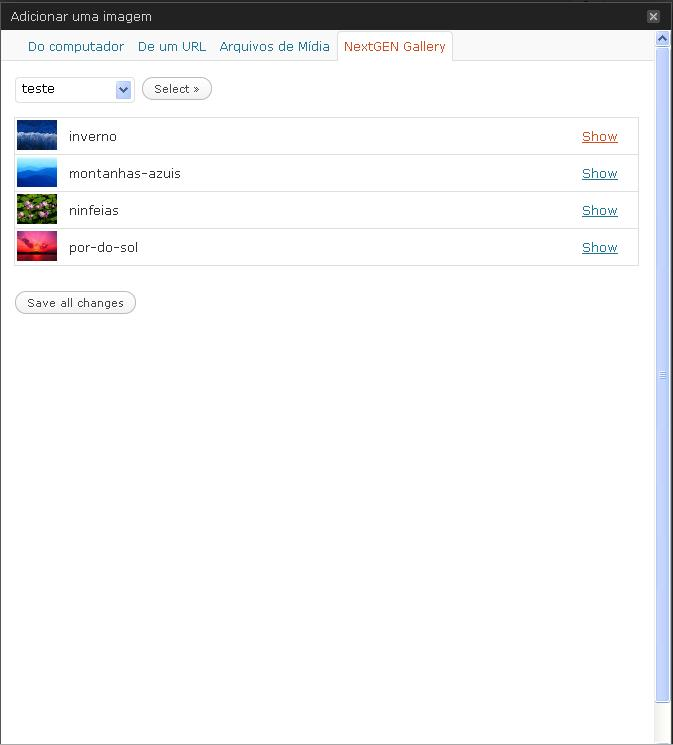 Adicionar uma imagem
Do computador De um URL Arquivos de Mídia NextGEN Gallery
teste Select »
inverno Show
montanhas-azuis Show
ninfeias Show
por-do-sol Show
Save all changes